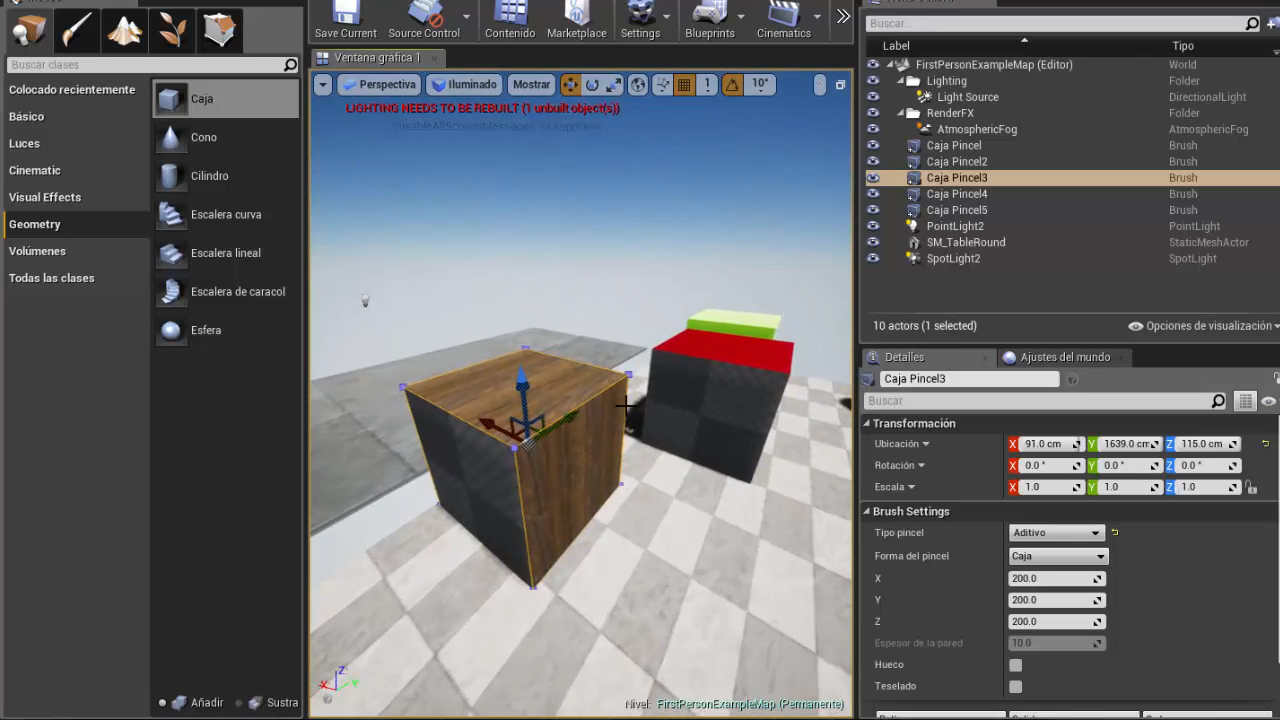 Save Current
Source Control
Contenido
Marketplace
Settings
Blueprints
Cinematics
Buscar clases
Colocado recientemente
Básico
Luces
Cinematic
Visual Effects
Geometry
Volúmenes
Todas las clases
Caja
Cono
Cilindro
Escalera curva
Escalera lineal
Escalera de caracol
Esfera
Añadir
Sustra
Ventana gráfica 1
Perspectiva
Iluminado
Mostrar
10°
LIGHTING NEEDS TO BE REBUILT (1 unbuilt object(s))
X
Z
Y
Nivel: FirstPersonExampleMap (Permanente)
Buscar...
Label
Tipo
FirstPersonExampleMap (Editor)
World
Lighting
Folder
Light Source
DirectionalLight
RenderFX
Folder
AtmosphericFog
AtmosphericFog
Caja Pincel
Brush
Caja Pincel2
Brush
Caja Pincel3
Brush
Caja Pincel4
Brush
Caja Pincel5
Brush
PointLight2
PointLight
SM_TableRound
StaticMeshActor
SpotLight2
SpotLight
10 actors (1 selected)
Opciones de visualización
Detalles
Ajustes del mundo
Caja Pincel3
Buscar
Transformación
Ubicación X 91.0 cm Y 1639.0 cm Z 115.0 cm
Rotación X 0.0 ° Y 0.0 ° Z 0.0 °
Escala X 1.0 Y 1.0 Z 1.0
Brush Settings
Tipo pincel Aditivo
Forma del pincel Caja
X 200.0
Y 200.0
Z 200.0
Espesor de la pared 10.0
Hueco
Teselado